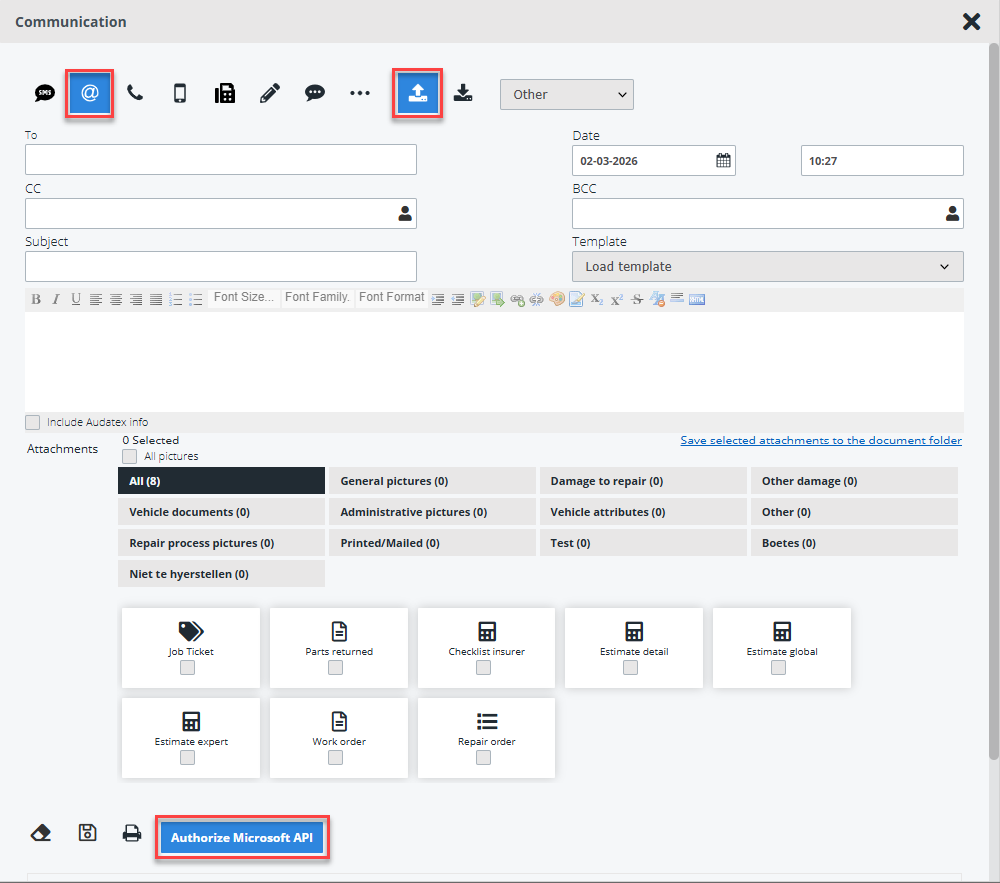 Communication
SMS
@
Other
To
Date
02-03-2026
10:27
CC
BCC
Subject
Template
Load template
B I U Font Size... Font Family. Font Format X2 X2 S HTML
Include Audatex info
Attachments
0 Selected
Save selected attachments to the document folder
All pictures
All (8) General pictures (0) Damage to repair (0) Other damage (0)
Vehicle documents (0) Administrative pictures (0) Vehicle attributes (0) Other (0)
Repair process pictures (0) Printed/Mailed (0) Test (0) Boetes (0)
Niet te hyerstellen (0)
Job Ticket Parts returned Checklist insurer Estimate detail Estimate global
Estimate expert Work order Repair order
Authorize Microsoft API